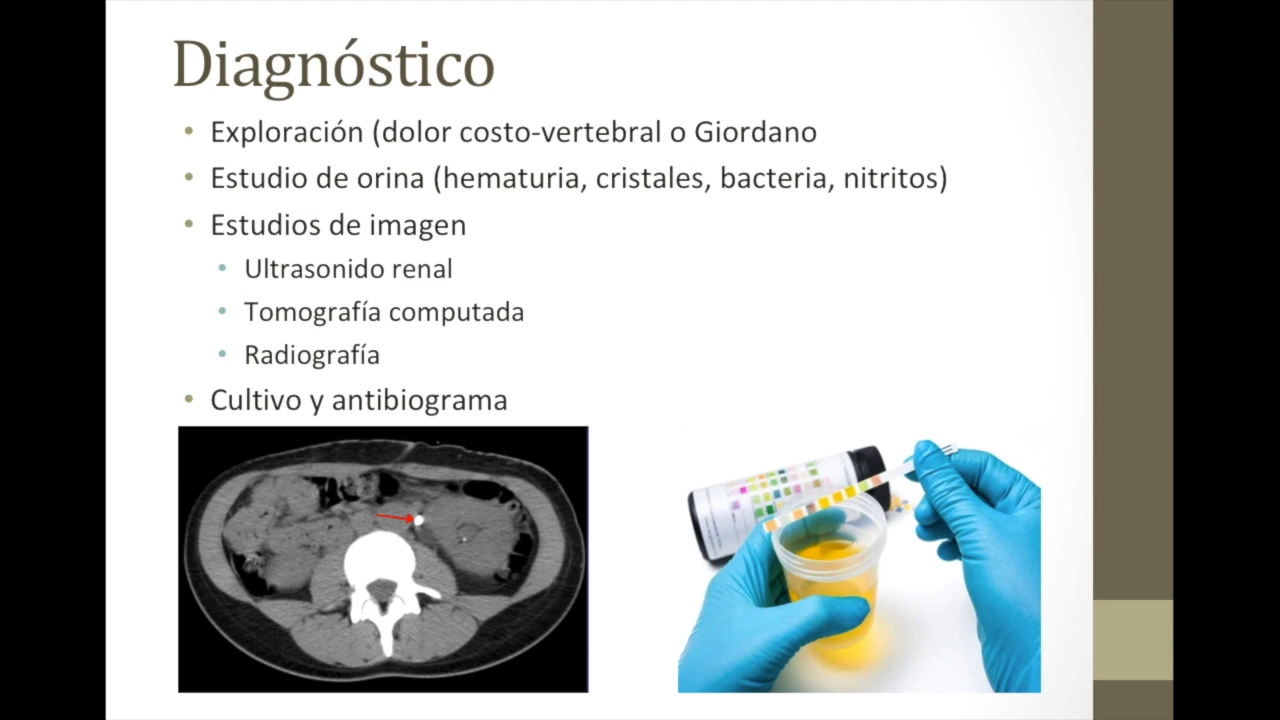 Diagnóstico
• Exploración (dolor costo-vertebral o Giordano
• Estudio de orina (hematuria, cristales, bacteria, nitritos)
• Estudios de imagen
• Ultrasonido renal
• Tomografía computada
• Radiografía
• Cultivo y antibiograma